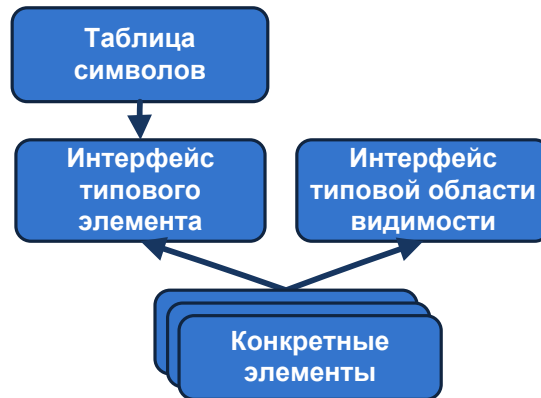 Таблица
символов
Интерфейс
типового
элемента
Интерфейс
типовой области
видимости
Конкретные
элементы